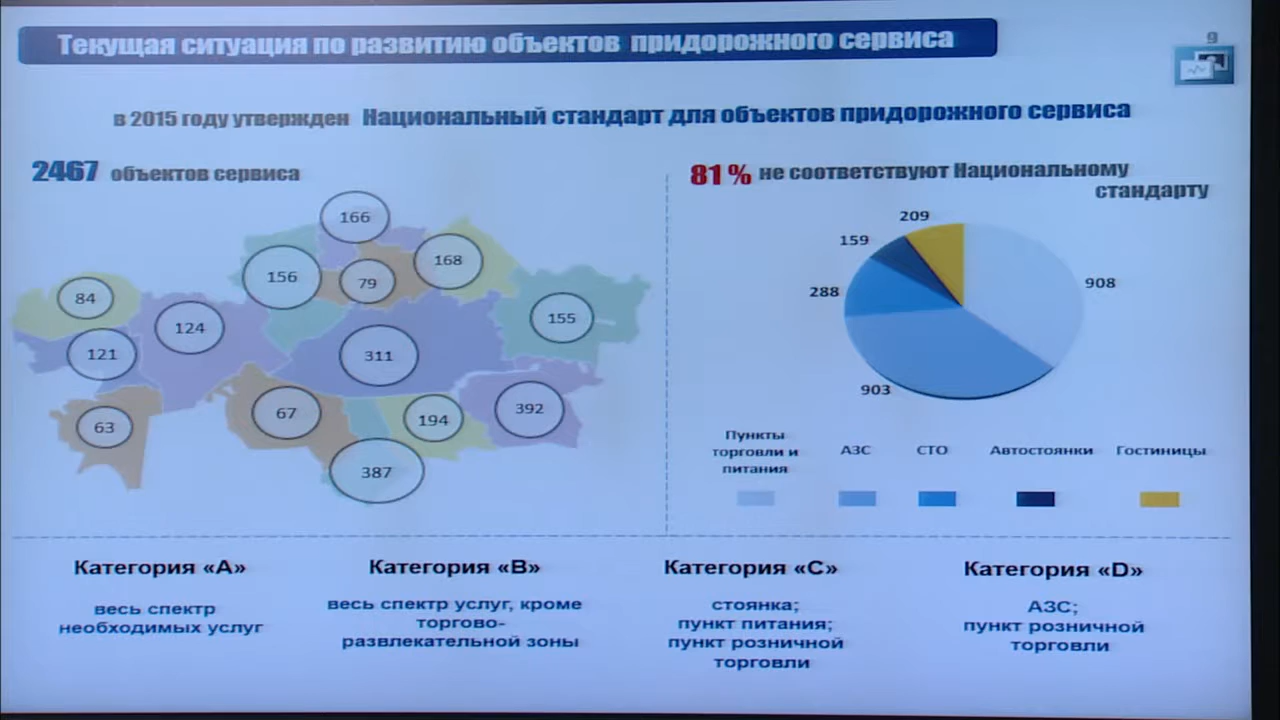 Текущая ситуация по развитию объектов придорожного сервиса
9
в 2015 году утвержден Национальный стандарт для объектов придорожного сервиса
2467 объектов сервиса
81% не соответствуют Национальному
стандарту
166
156
79
168
84
124
155
121
311
63
67
194
392
387
209
159
288
908
903
Пункты
торговли и
питания
АЗС
СТО
Автостоянки
Гостиницы
Категория «А»
весь спектр
необходимых услуг
Категория «В»
весь спектр услуг, кроме
торгово-
развлекательной зоны
Категория «С»
стоянка;
пункт питания;
пункт розничной
торговли
Категория «D»
АЗС;
пункт розничной
торговли